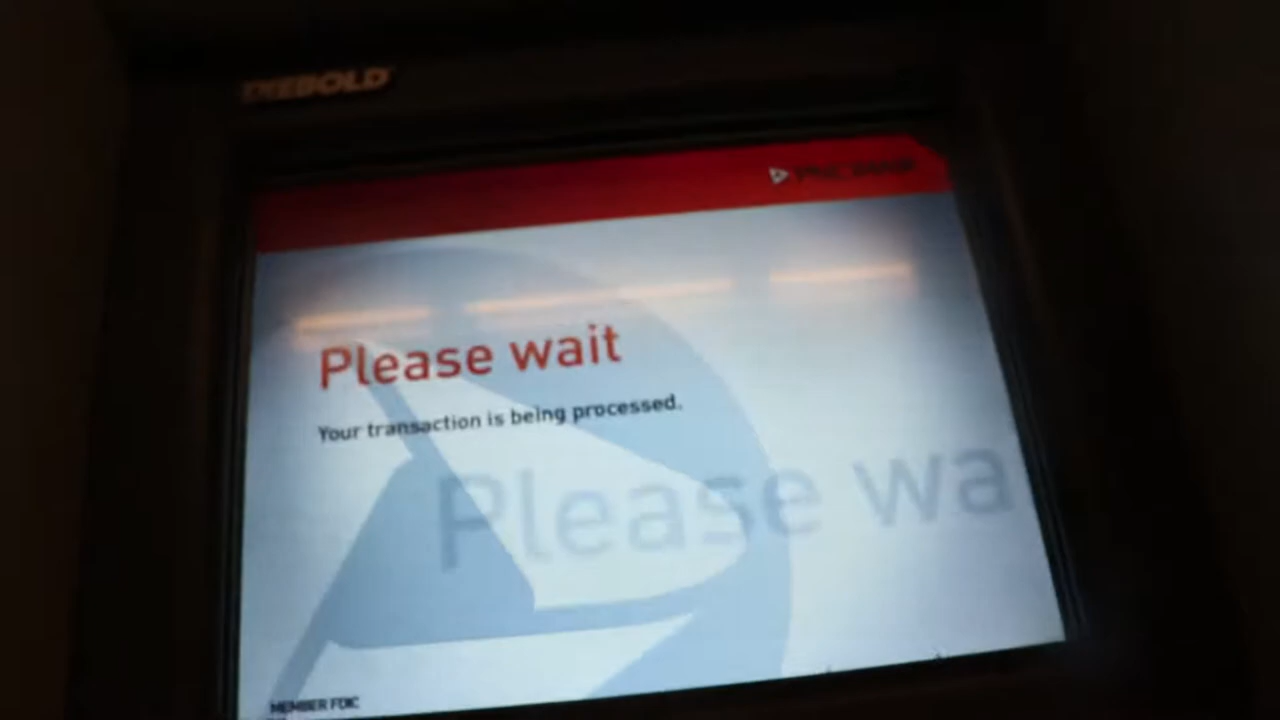 DIEBOLD
Please wait
Your transaction is being processed.
Please wa
MEMBER FDIC